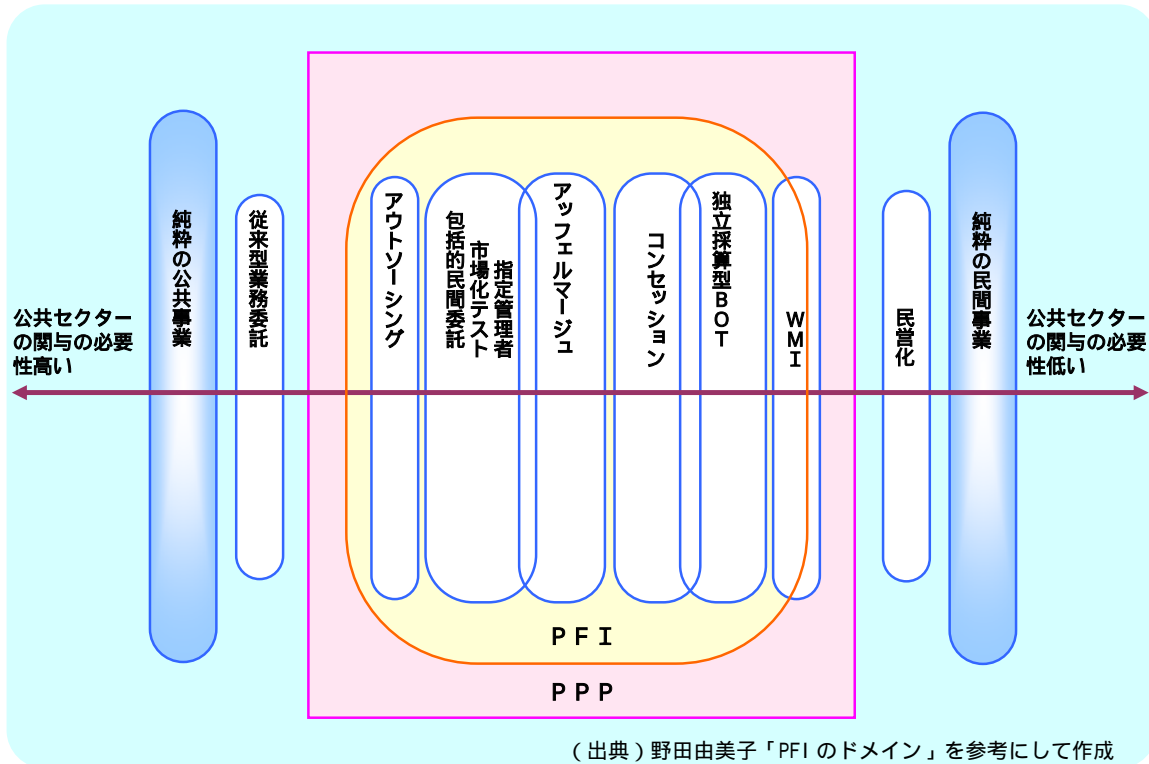 公共セクター
の関与の必要
性高い
純粋の公共事業
従来型業務委託
アウトソーシング
包括的民間委託
市場化テスト
指定管理者
アッフェルマージュ
コンセッション
独立採算型BOT
WMI
民営化
純粋の民間事業
公共セクター
の関与の必要
性低い
PFI
PPP
(出典)野田由美子「PFIのドメイン」を参考にして作成